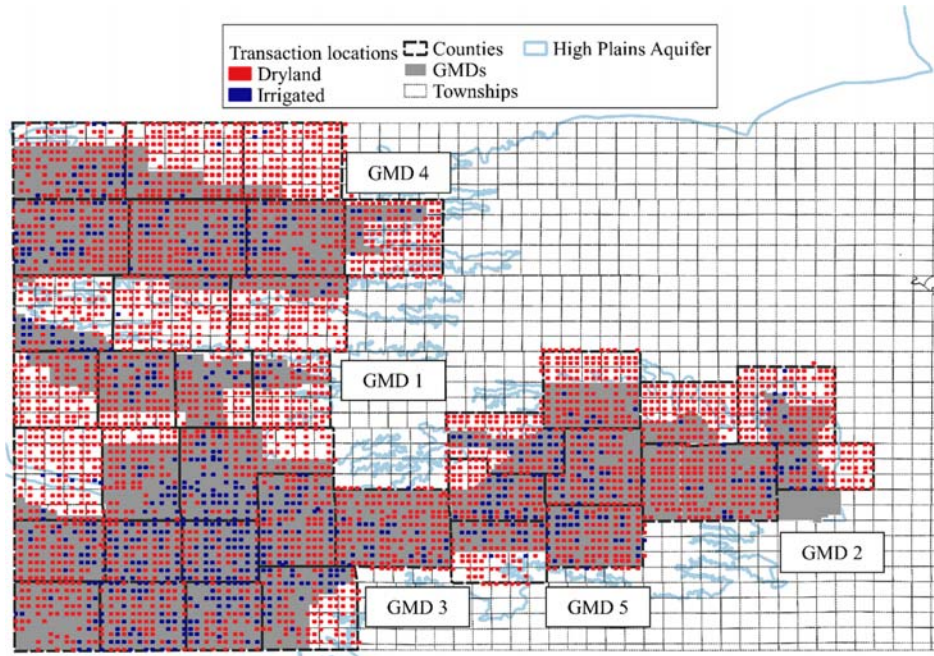 Transaction locations
Dryland
Irrigated
Counties
GMDs
Townships
High Plains Aquifer
GMD 4
GMD 1
GMD 2
GMD 3
GMD 5